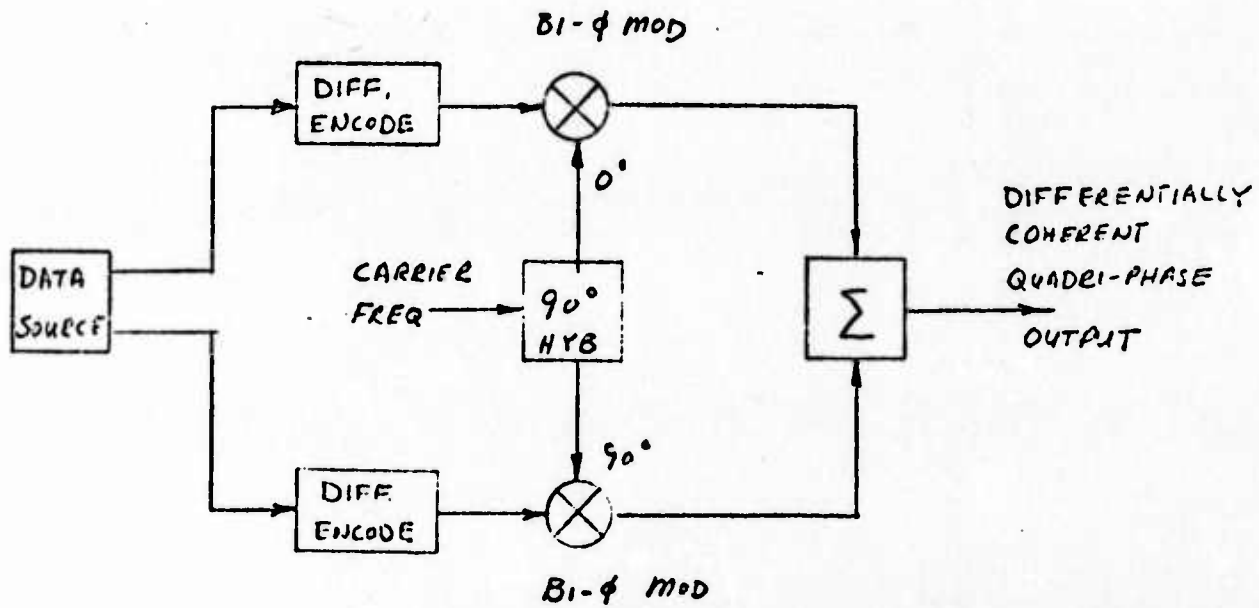 BI-ϕ MOD
DIFF.
ENCODE
0°
DATA
SOURCE
CARRIER
FREQ
90°
HYB
Σ
DIFFERENTIALLY
COHERENT
QUADRI-PHASE
OUTPUT
90°
DIFF.
ENCODE
BI-ϕ MOD